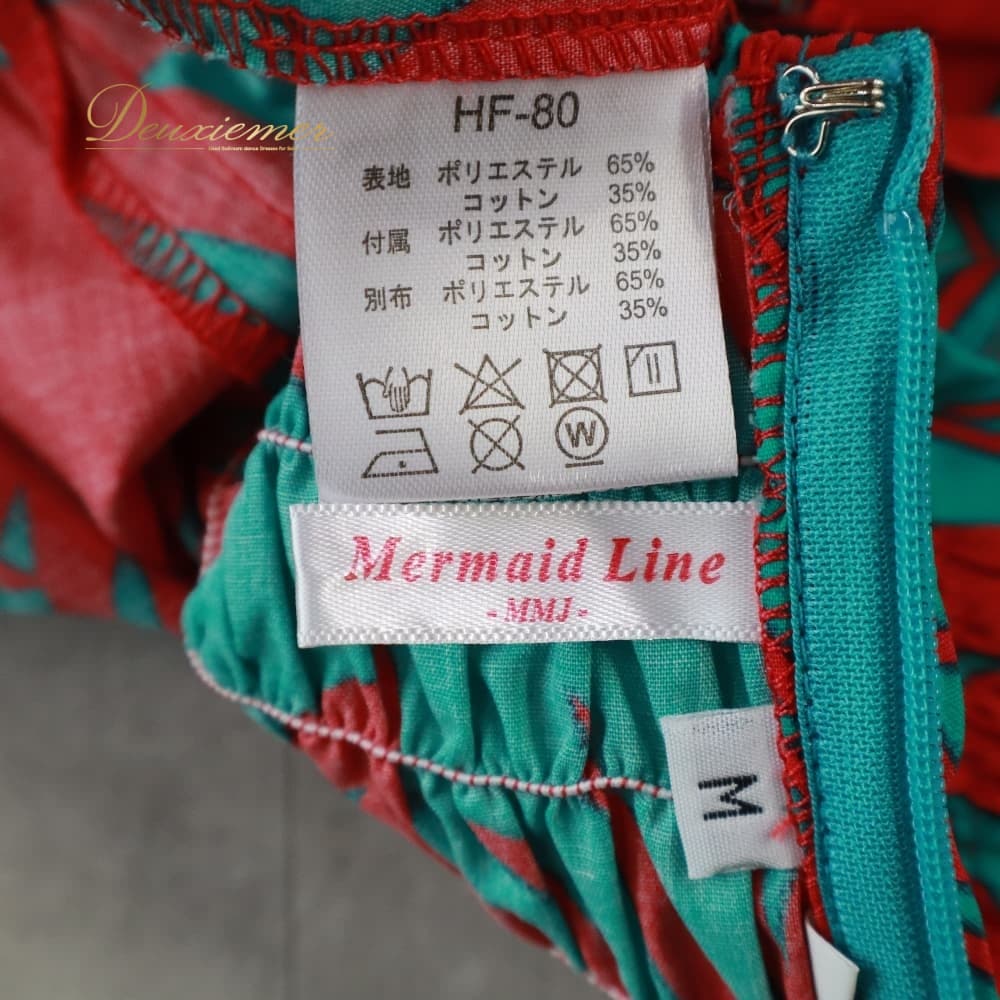 Deuxiemer
HF-80
表地 ポリエステル 65%
コットン 35%
付属 ポリエステル 65%
コットン 35%
別布 ポリエステル 65%
コットン 35%
W
Mermaid Line
- MMJ -
M